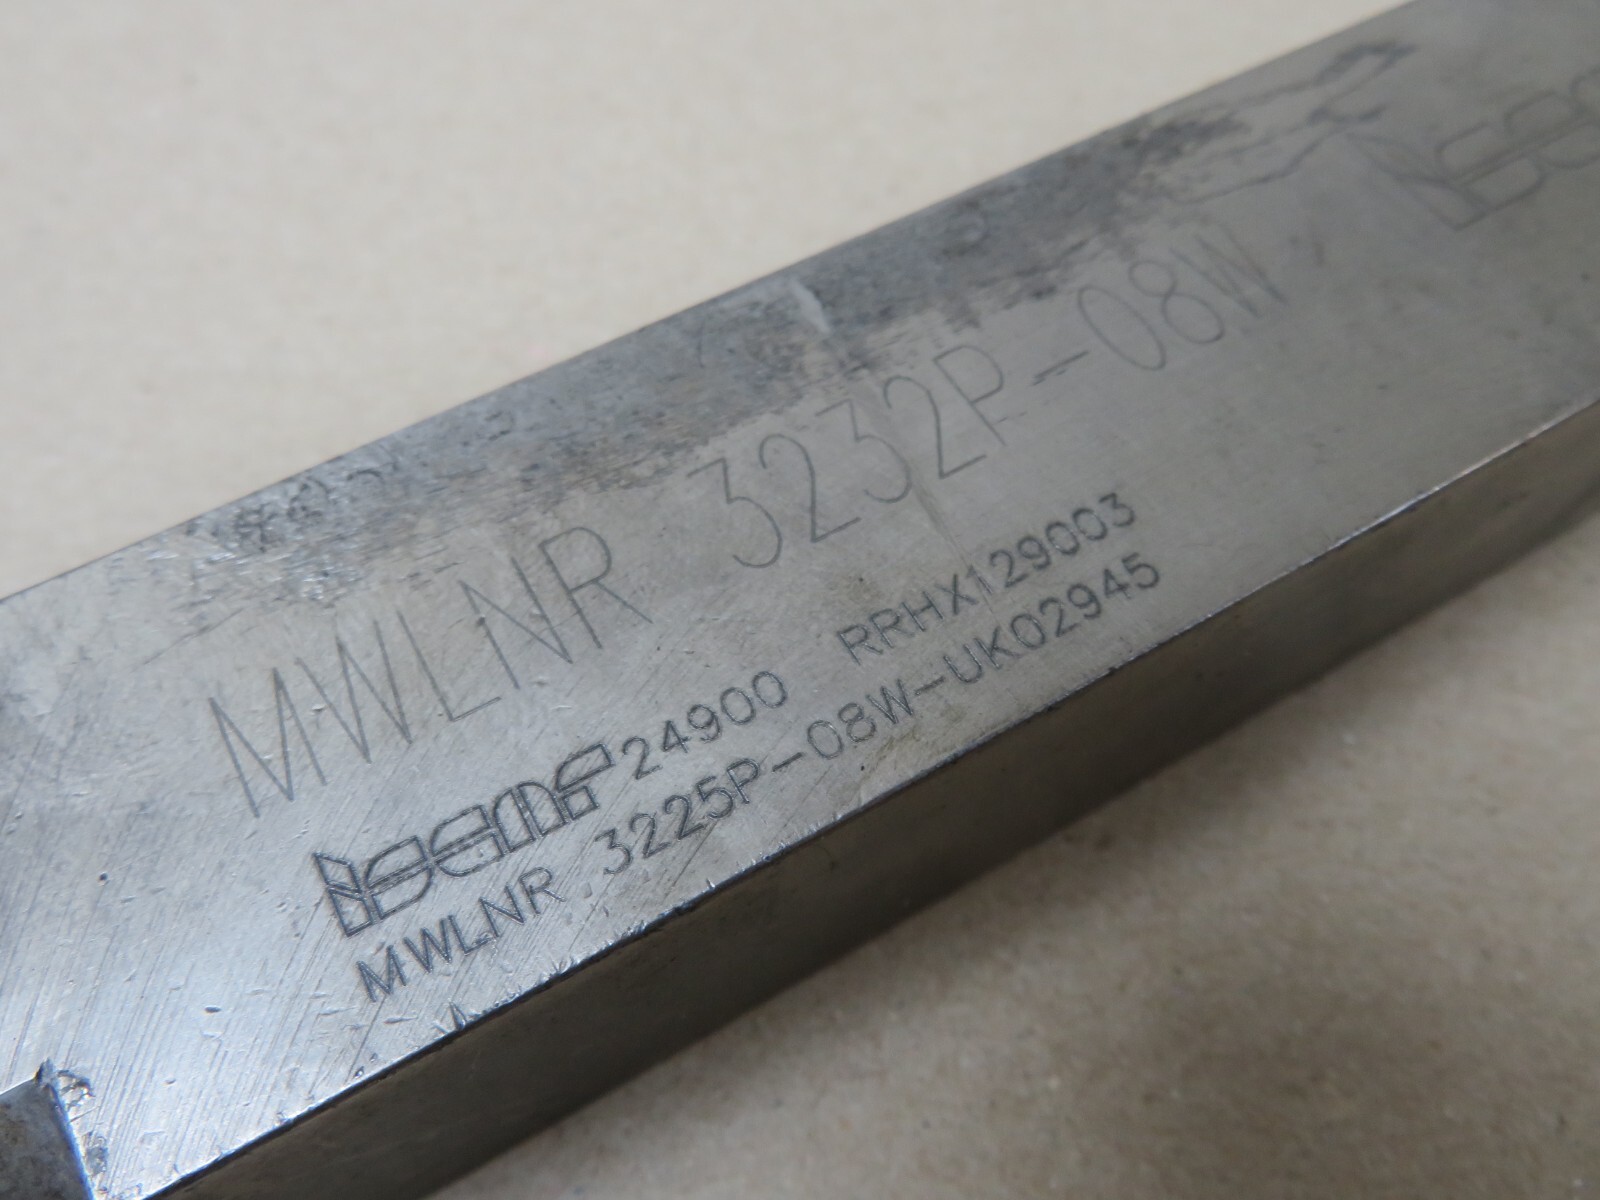 MWLNR 3232P-08W
ISCAR 24900 RRHX129003
MWLNR 3225P-08W-UK02945